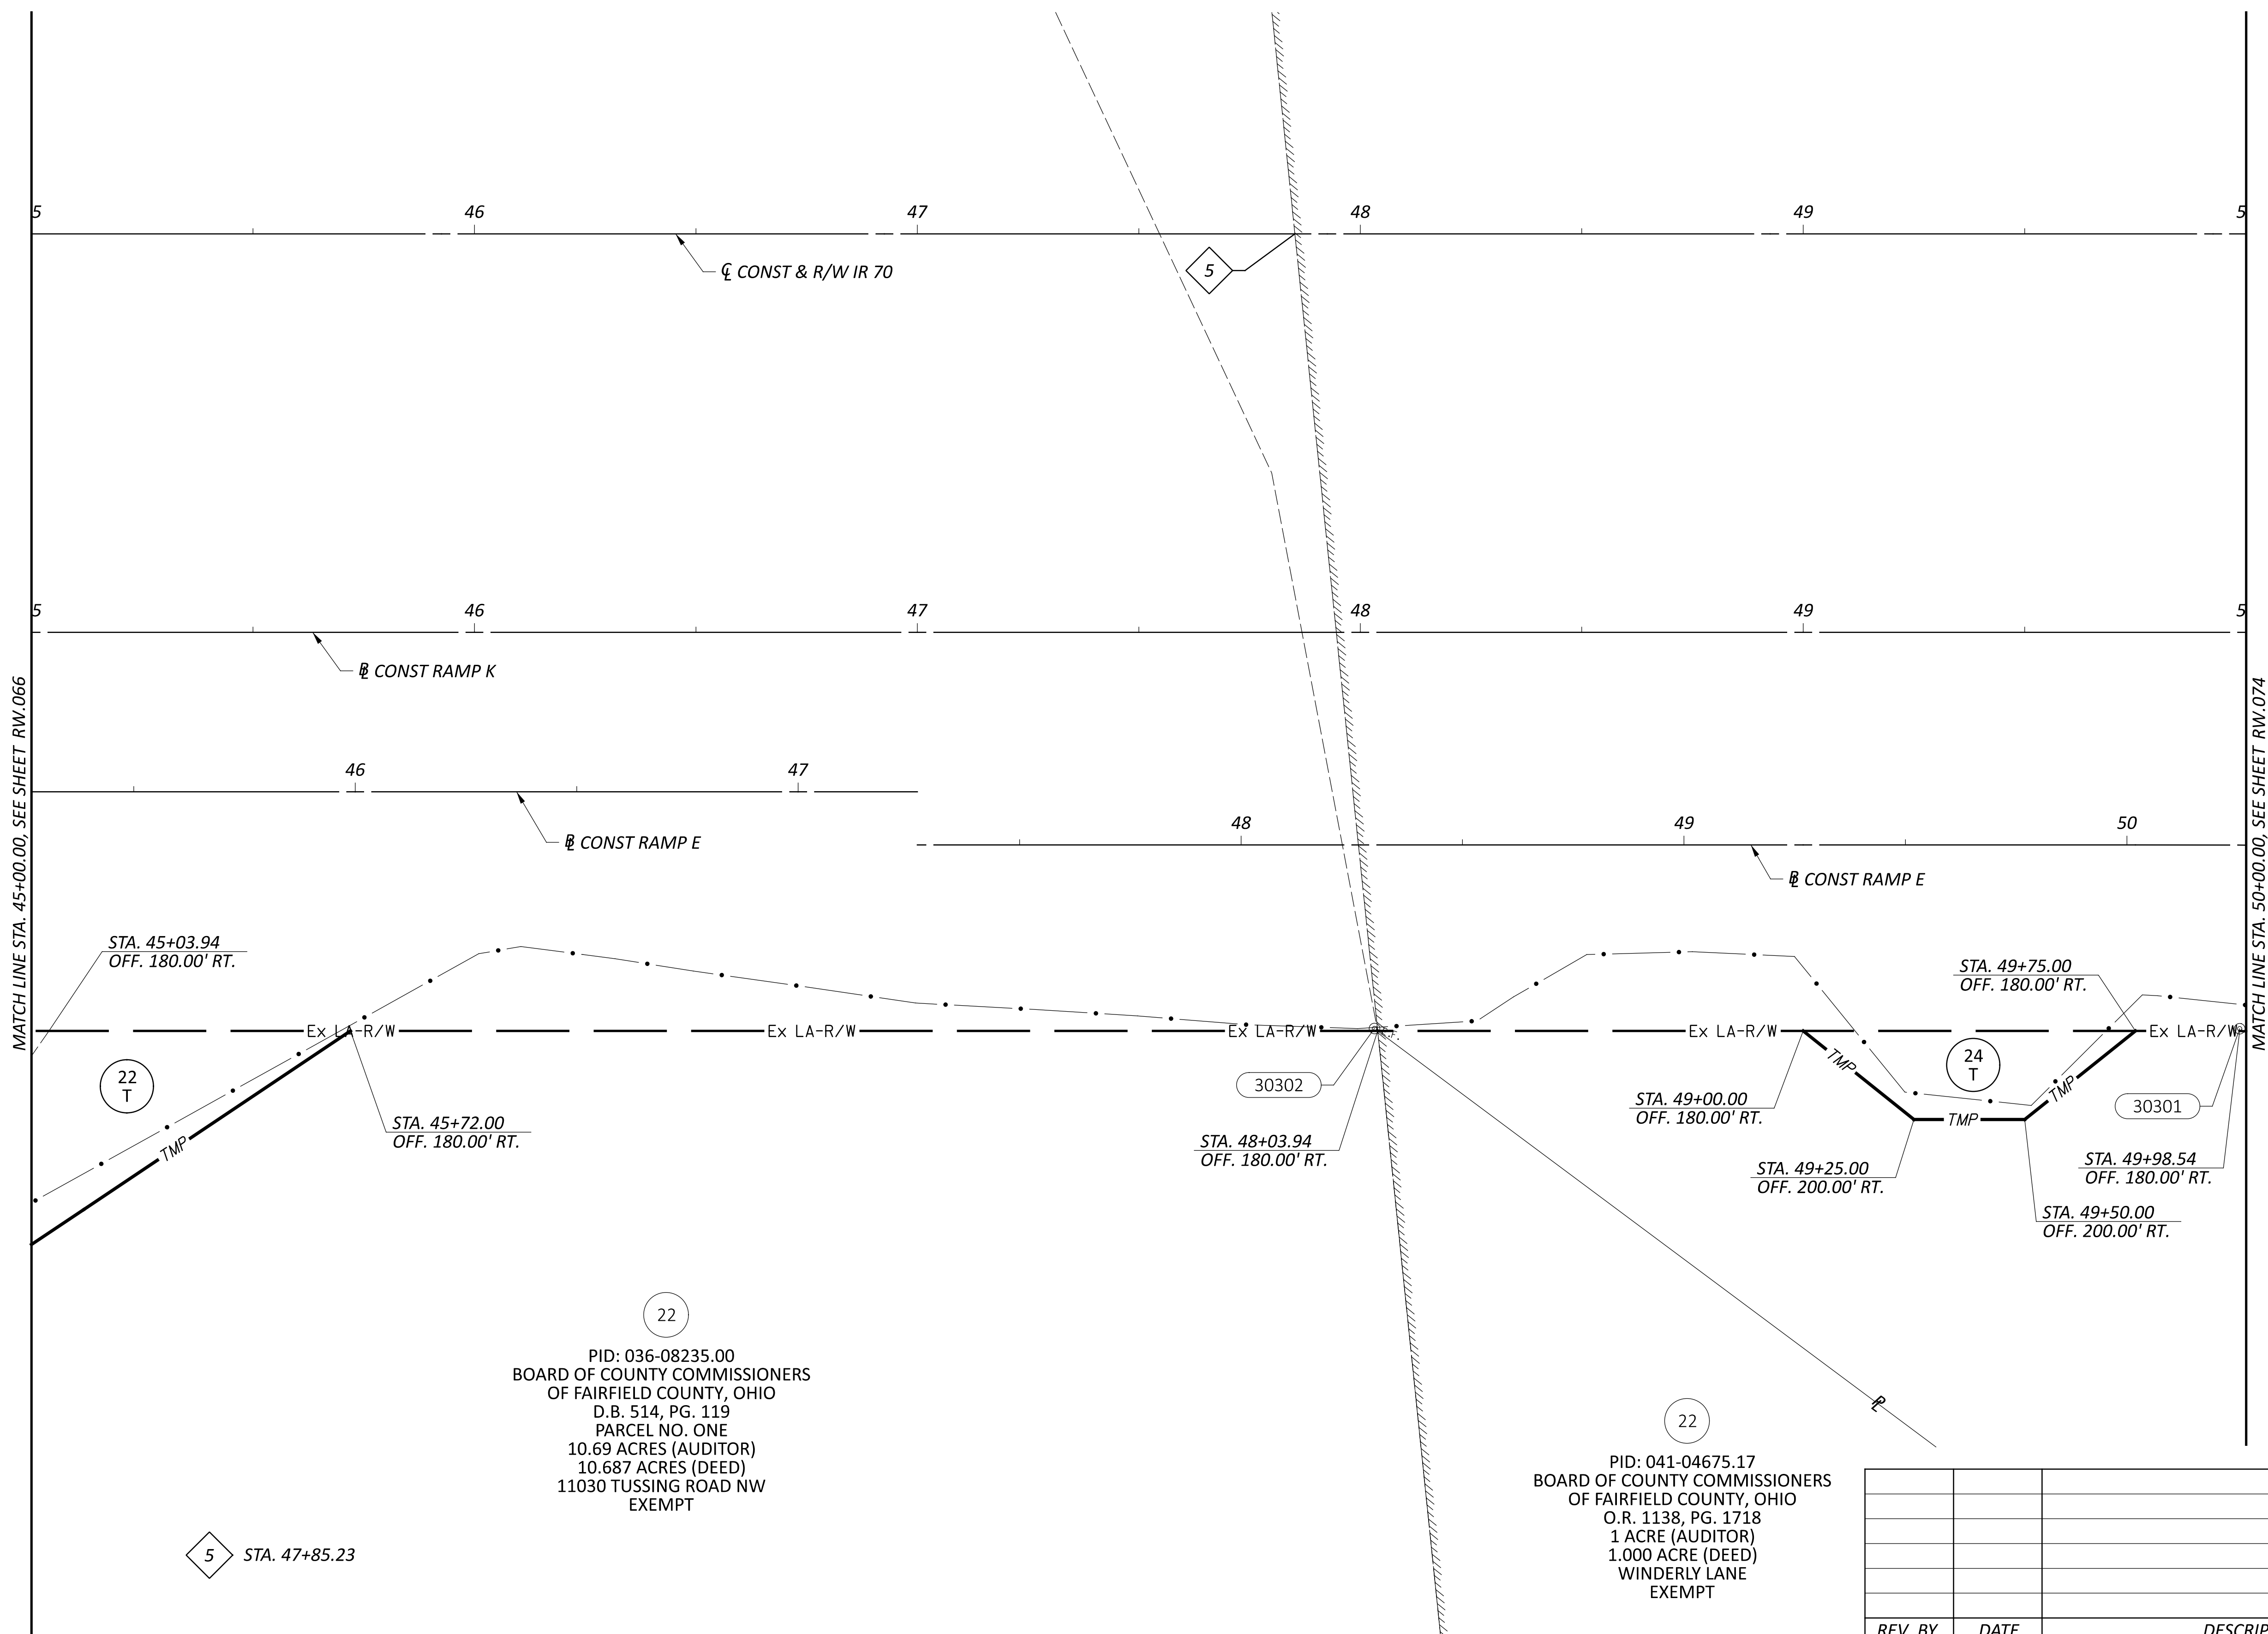 5
46
47
48
49
5
℄ CONST & R/W IR 70
5
5
46
47
48
49
5
BL CONST RAMP K
MATCH LINE STA. 45+00.00, SEE SHEET RW.066
MATCH LINE STA. 50+00.00, SEE SHEET RW.074
46
47
BL CONST RAMP E
48
49
50
BL CONST RAMP E
STA. 45+03.94
OFF. 180.00' RT.
STA. 49+75.00
OFF. 180.00' RT.
Ex LA-R/W
Ex LA-R/W
Ex LA-R/W
Ex LA-R/W
Ex LA-R/W
22
T
TMP
STA. 45+72.00
OFF. 180.00' RT.
30302
STA. 48+03.94
OFF. 180.00' RT.
TMP
24
T
TMP
TMP
STA. 49+00.00
OFF. 180.00' RT.
30301
STA. 49+25.00
OFF. 200.00' RT.
STA. 49+98.54
OFF. 180.00' RT.
STA. 49+50.00
OFF. 200.00' RT.
22
PID: 036-08235.00
BOARD OF COUNTY COMMISSIONERS
OF FAIRFIELD COUNTY, OHIO
D.B. 514, PG. 119
PARCEL NO. ONE
10.69 ACRES (AUDITOR)
10.687 ACRES (DEED)
11030 TUSSING ROAD NW
EXEMPT
PL
22
PID: 041-04675.17
BOARD OF COUNTY COMMISSIONERS
OF FAIRFIELD COUNTY, OHIO
O.R. 1138, PG. 1718
1 ACRE (AUDITOR)
1.000 ACRE (DEED)
WINDERLY LANE
EXEMPT
5 STA. 47+85.23
REV. BY DATE DESCRIP